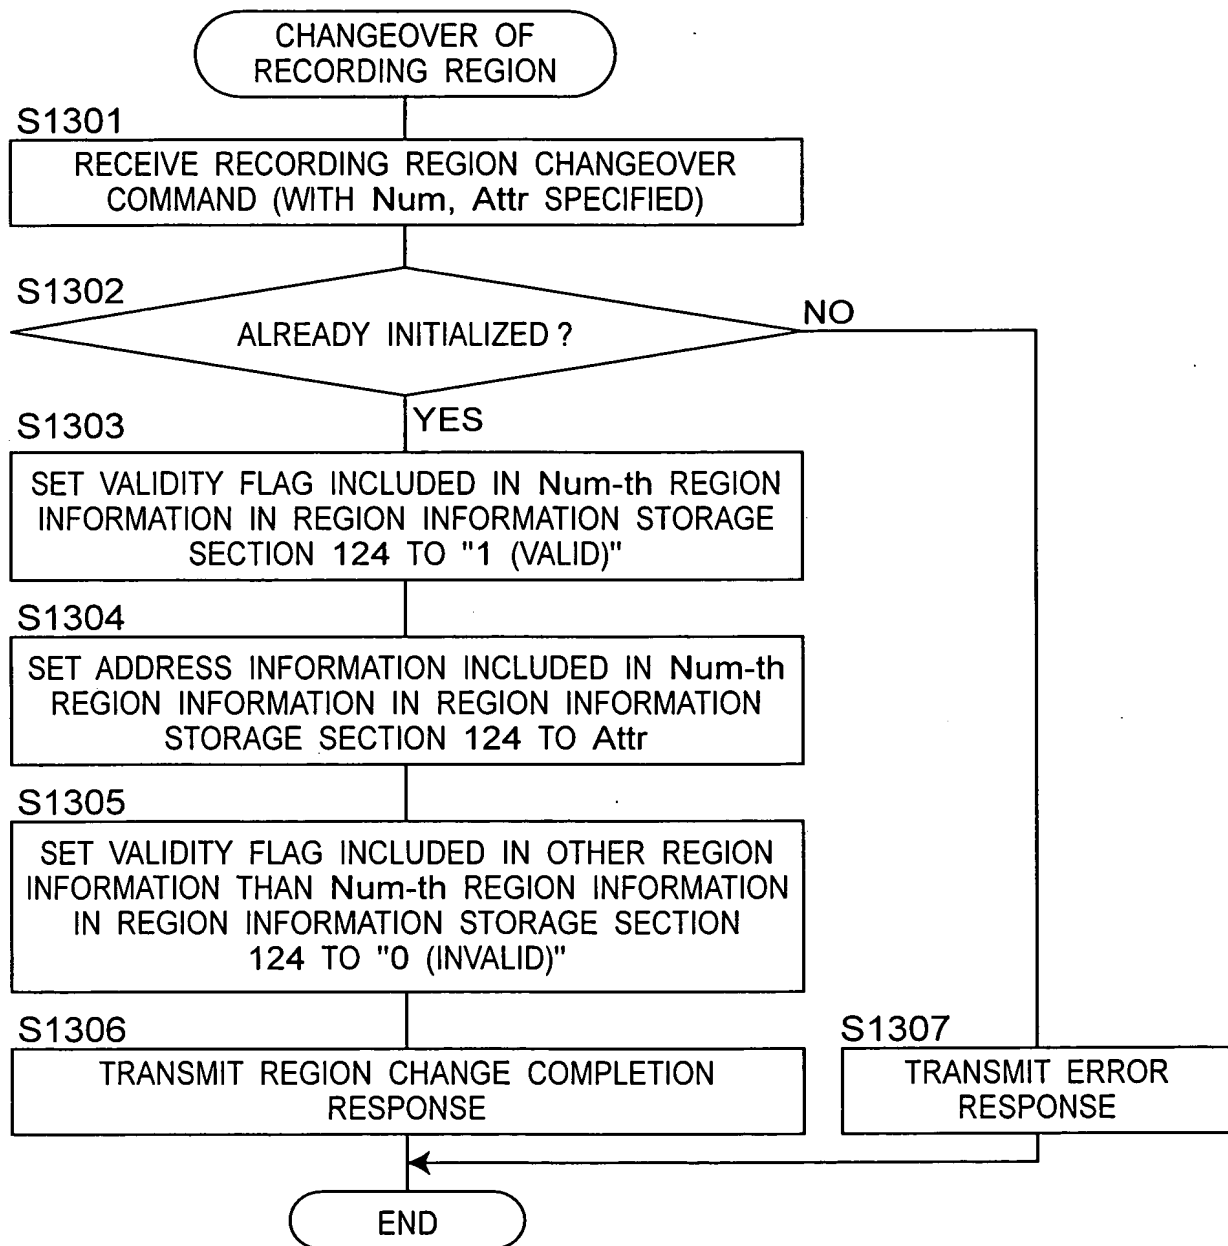 CHANGEOVER OF
RECORDING REGION
S1301
RECEIVE RECORDING REGION CHANGEOVER
COMMAND (WITH Num, Attr SPECIFIED)
S1302
ALREADY INITIALIZED ?
NO
YES
S1303
SET VALIDITY FLAG INCLUDED IN Num-th REGION
INFORMATION IN REGION INFORMATION STORAGE
SECTION 124 TO "1 (VALID)"
S1304
SET ADDRESS INFORMATION INCLUDED IN Num-th
REGION INFORMATION IN REGION INFORMATION
STORAGE SECTION 124 TO Attr
S1305
SET VALIDITY FLAG INCLUDED IN OTHER REGION
INFORMATION THAN Num-th REGION INFORMATION
IN REGION INFORMATION STORAGE SECTION
124 TO "0 (INVALID)"
S1306
TRANSMIT REGION CHANGE COMPLETION
RESPONSE
S1307
TRANSMIT ERROR
RESPONSE
END